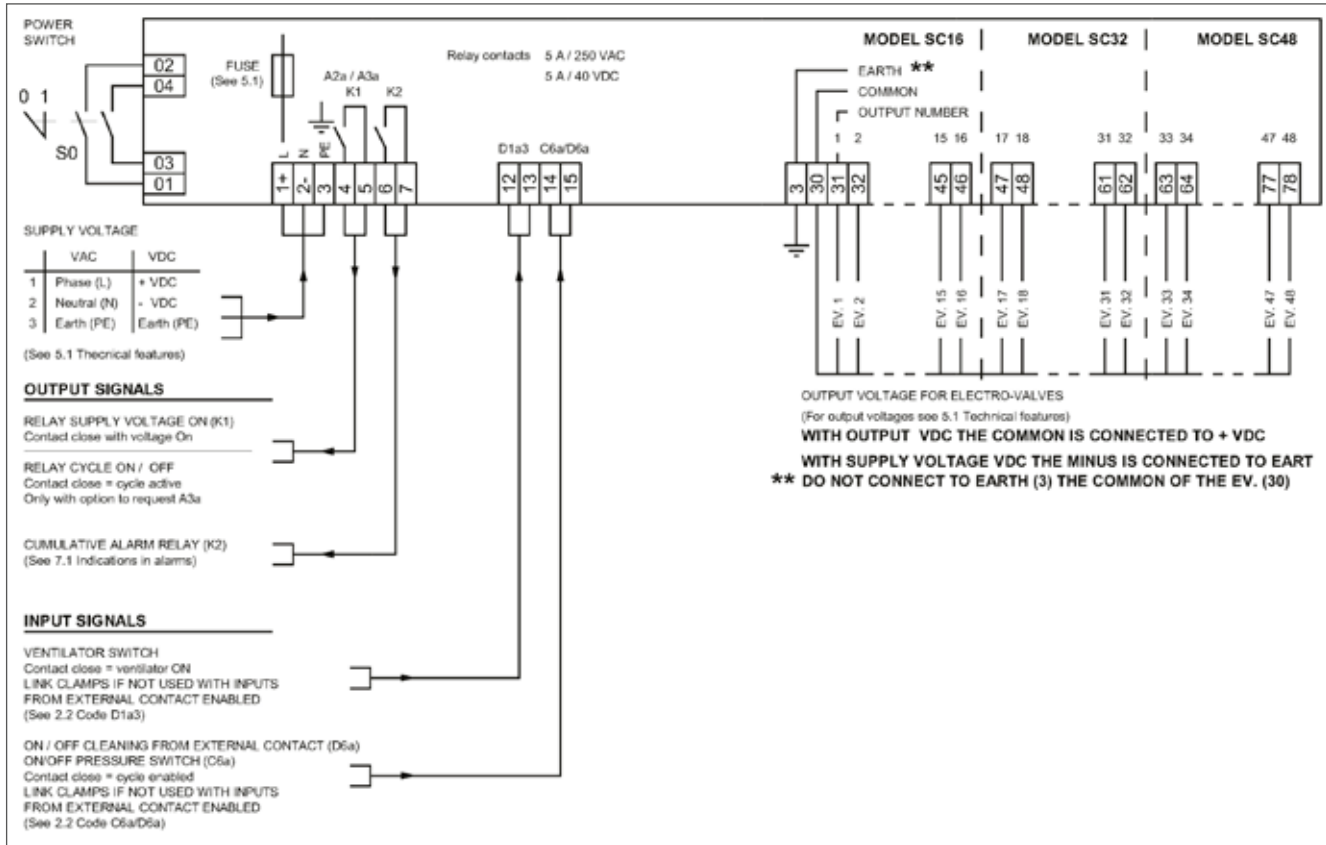 POWER
SWITCH
02
04
0 1
S0
03
01
FUSE
(See 5.1)
A2a / A3a
K1
K2
L
N
PE
1+
2-
3
4
5
6
7
Relay contacts 5 A / 250 VAC
5 A / 40 VDC
D1a3 C6a/D6a
12
13
14
15
MODEL SC16
MODEL SC32
MODEL SC48
EARTH **
COMMON
OUTPUT NUMBER
1 2 15 16 17 18 31 32 33 34 47 48
3
30
31
32
45
46
47
48
61
62
63
64
77
78
EV. 1
EV. 2
EV. 15
EV. 16
EV. 17
EV. 18
EV. 31
EV. 32
EV. 33
EV. 34
EV. 47
EV. 48
SUPPLY VOLTAGE
VAC VDC
1 Phase (L) + VDC
2 Neutral (N) - VDC
3 Earth (PE) Earth (PE)
(See 5.1 Thecnical features)
OUTPUT SIGNALS
RELAY SUPPLY VOLTAGE ON (K1)
Contact close with voltage On
RELAY CYCLE ON / OFF
Contact close = cycle active
Only with option to request A3a
CUMULATIVE ALARM RELAY (K2)
(See 7.1 Indications in alarms)
INPUT SIGNALS
VENTILATOR SWITCH
Contact close = ventilator ON
LINK CLAMPS IF NOT USED WITH INPUTS
FROM EXTERNAL CONTACT ENABLED
(See 2.2 Code D1a3)
ON / OFF CLEANING FROM EXTERNAL CONTACT (D6a)
ON/OFF PRESSURE SWITCH (C6a)
Contact close = cycle enabled
LINK CLAMPS IF NOT USED WITH INPUTS
FROM EXTERNAL CONTACT ENABLED
(See 2.2 Code C6a/D6a)
OUTPUT VOLTAGE FOR ELECTRO-VALVES
(For output voltages see 5.1 Technical features)
WITH OUTPUT VDC THE COMMON IS CONNECTED TO + VDC
WITH SUPPLY VOLTAGE VDC THE MINUS IS CONNECTED TO EART
** DO NOT CONNECT TO EARTH (3) THE COMMON OF THE EV. (30)